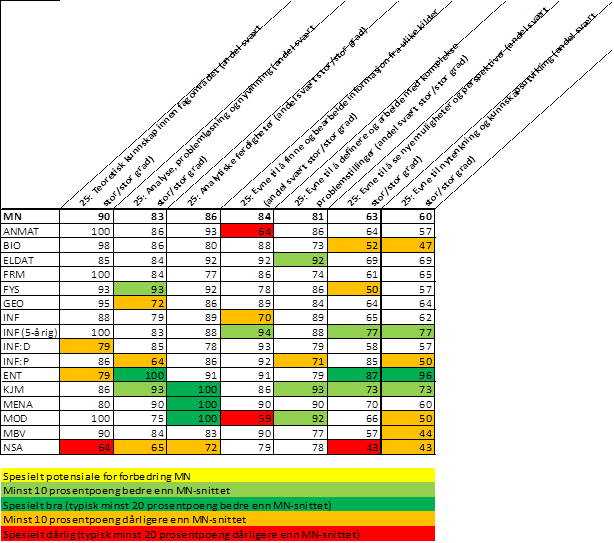 25: Teoretisk kunnskap innen fagområdet (andel svært
stor/stor grad)
25: Analyse, problemløsning og nyvinning (andel svært
stor/stor grad)
25: Analytiske ferdigheter (andel svært stor/stor grad)
25: Evne til å finne og bearbeide informasjon fra ulike kilder
(andel svært stor/stor grad)
25: Evne til å definere og arbeide med komplekse
problemstillinger (andel svært stor/stor grad)
25: Evne til å se nye muligheter og perspektiver (andel svært
stor/stor grad)
25: Evne til nytenkning og kunnskapsutvikling (andel svært
stor/stor grad)
MN 90 83 86 84 81 63 60
ANMAT 100 86 93 64 86 64 57
BIO 98 86 80 88 73 52 47
ELDAT 85 84 92 92 92 69 69
FRM 100 84 77 86 74 61 65
FYS 93 93 92 78 86 50 57
GEO 95 72 86 89 84 64 64
INF 88 79 89 70 89 65 62
INF (5-årig) 100 83 88 94 88 77 77
INF:D 79 85 78 93 79 58 57
INF:P 86 64 86 92 71 85 50
ENT 79 100 91 91 79 87 96
KJM 86 93 100 86 93 73 73
MENA 80 90 100 90 90 70 60
MOD 100 75 100 59 92 66 50
MBV 90 84 83 90 77 57 44
NSA 64 65 72 79 78 43 43
Spesielt potensiale for forbedring MN
Minst 10 prosentpoeng bedre enn MN-snittet
Spesielt bra (typisk minst 20 prosentpoeng bedre enn MN-snittet)
Minst 10 prosentpoeng dårligere enn MN-snittet
Spesielt dårlig (typisk minst 20 prosentpoeng dårligere enn MN-snittet)